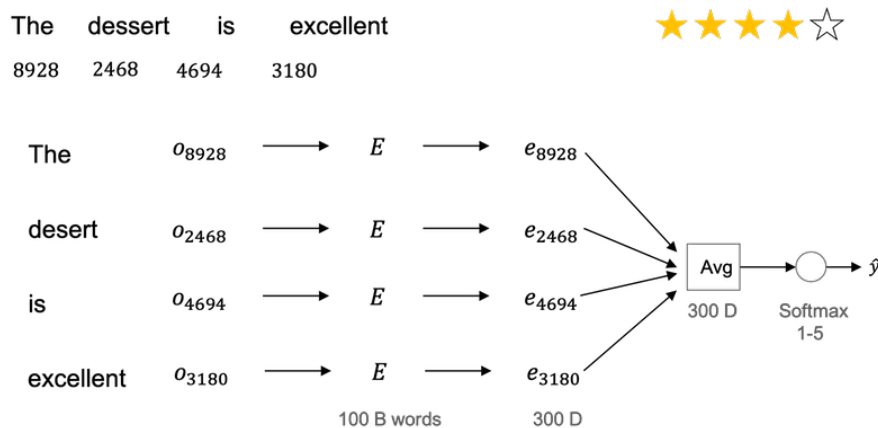 The dessert is excellent
8928 2468 4694 3180
The o8928 E e8928
desert o2468 E e2468
Avg ŷ
is o4694 E e4694
300 D Softmax
1-5
excellent o3180 E e3180
100 B words 300 D